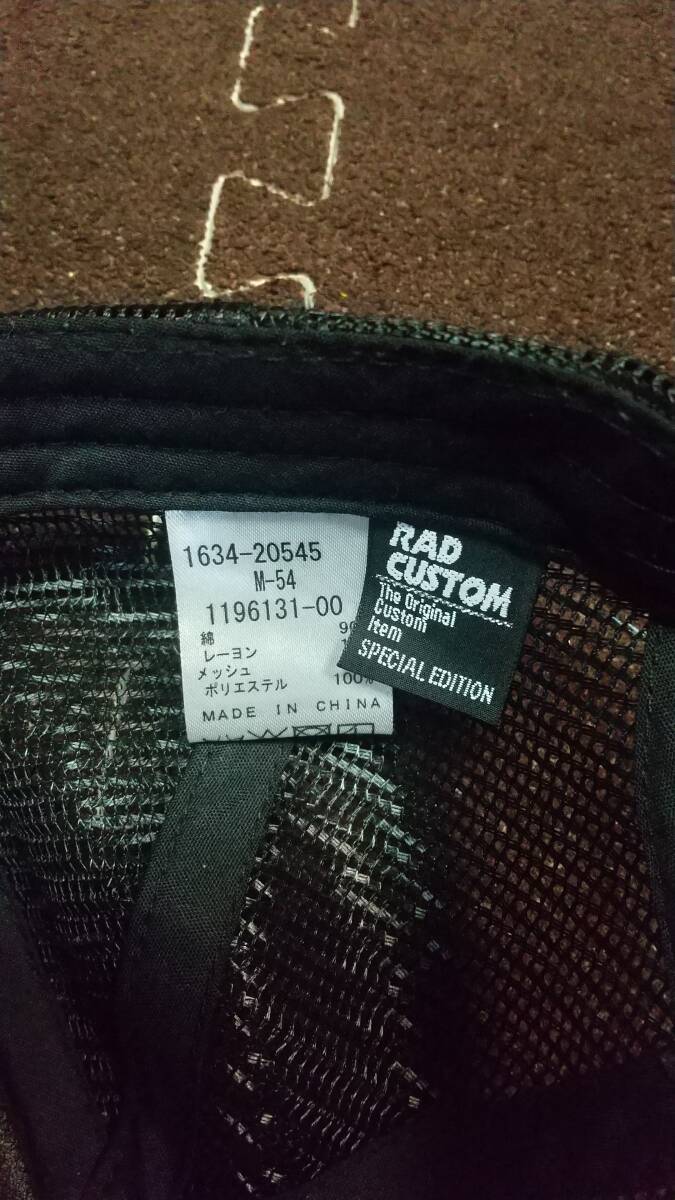 1634-20545
M-54
1196131-00
綿
レーヨン
メッシュ
ポリエステル 100%
MADE IN CHINA
RAD
CUSTOM
The Original
Custom
Item
SPECIAL EDITION